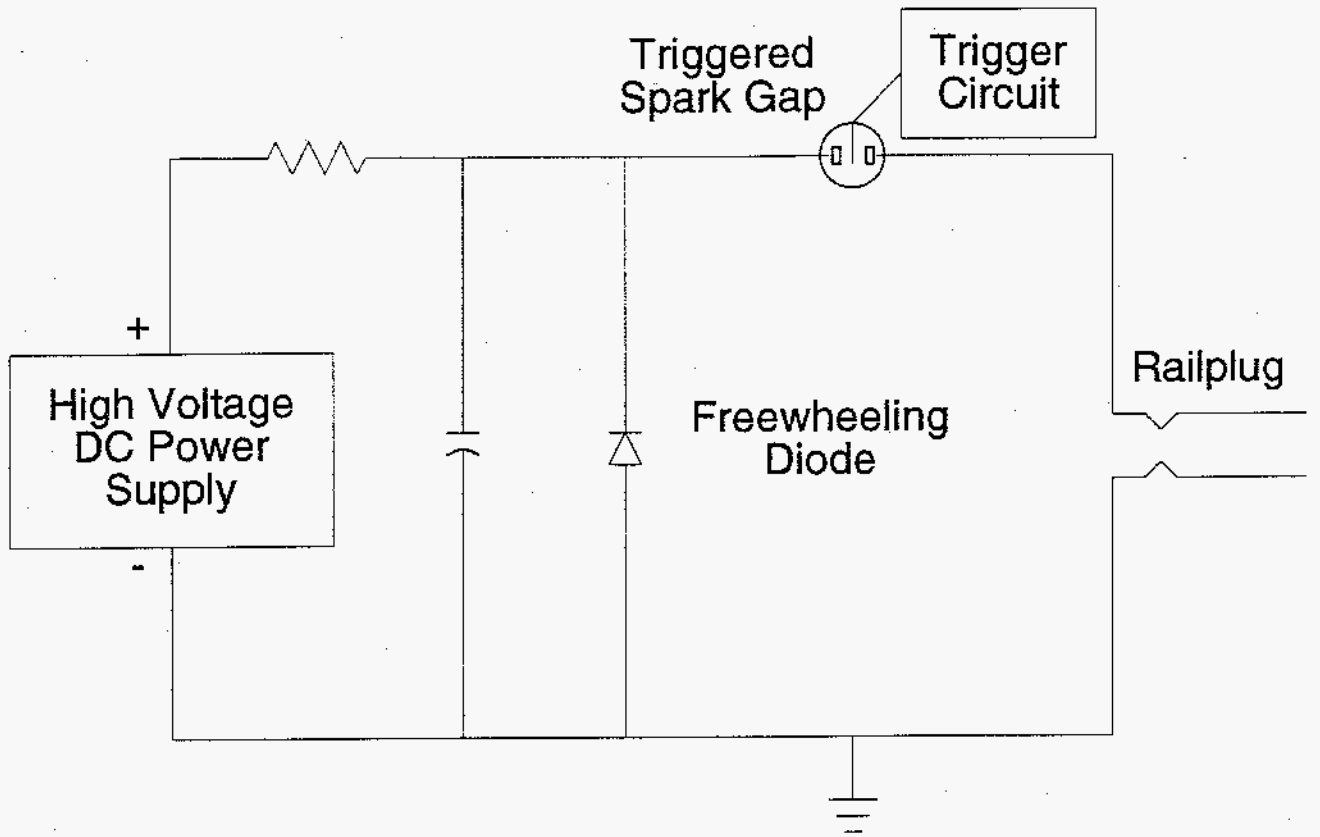 Triggered
Spark Gap
Trigger
Circuit
+
High Voltage
DC Power
Supply
-
Freewheeling
Diode
Railplug